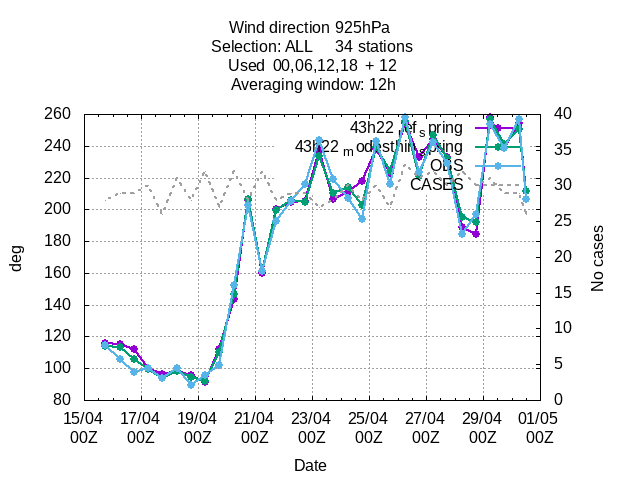 Wind direction 925hPa
Selection: ALL     34 stations
Used  00,06,12,18  + 12
Averaging window: 12h
260
240
220
200
180
160
140
120
100
80
40
35
30
25
20
15
10
5
0
43h22_ref_spring
OBS
CASES
deg
No cases
15/04 17/04 19/04 21/04 23/04 25/04 27/04 29/04 01/05
00Z 00Z 00Z 00Z 00Z 00Z 00Z 00Z 00Z
Date